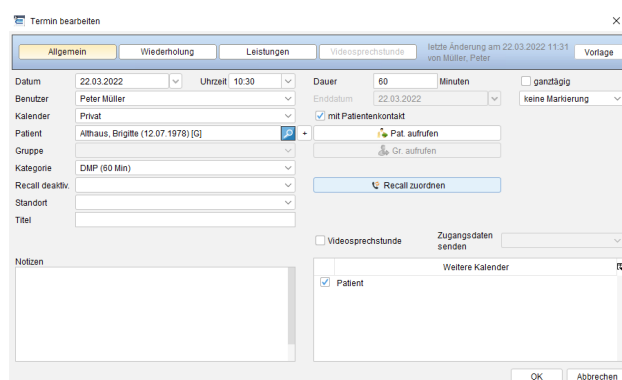 Termin bearbeiten
Allgemein Wiederholung Leistungen Videosprechstunde letzte Änderung am 22.03.2022 11:31 Vorlage
von Müller, Peter
Datum 22.03.2022 Uhrzeit 10:30 Dauer 60 Minuten ganztägig
Benutzer Peter Müller Enddatum 22.03.2022 keine Markierung
Kalender Privat mit Patientenkontakt
Patient Althaus, Brigitte (12.07.1978) [G] + Pat. aufrufen
Gruppe Gr. aufrufen
Kategorie DMP (60 Min)
Recall deaktiv. Recall zuordnen
Standort
Titel
Videosprechstunde Zugangsdaten
senden
Notizen Weitere Kalender
Patient
OK Abbrechen